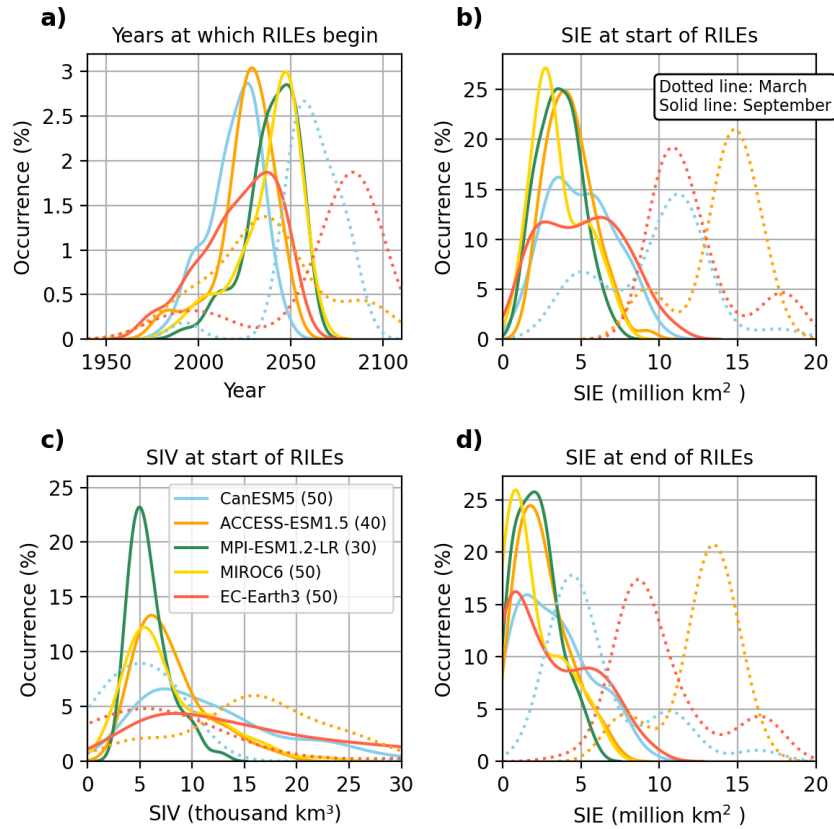 a)
Years at which RILEs begin
Occurrence (%)
3
2.5
2
1.5
1
0.5
0
1950
2000
2050
2100
Year
b)
SIE at start of RILEs
Dotted line: March
Solid line: September
Occurrence (%)
25
20
15
10
5
0
0
5
10
15
20
SIE (million km² )
c)
SIV at start of RILEs
CanESM5 (50)
ACCESS-ESM1.5 (40)
MPI-ESM1.2-LR (30)
MIROC6 (50)
EC-Earth3 (50)
Occurrence (%)
25
20
15
10
5
0
0
5
10
15
20
25
30
SIV (thousand km³)
d)
SIE at end of RILEs
Occurrence (%)
25
20
15
10
5
0
0
5
10
15
20
SIE (million km² )